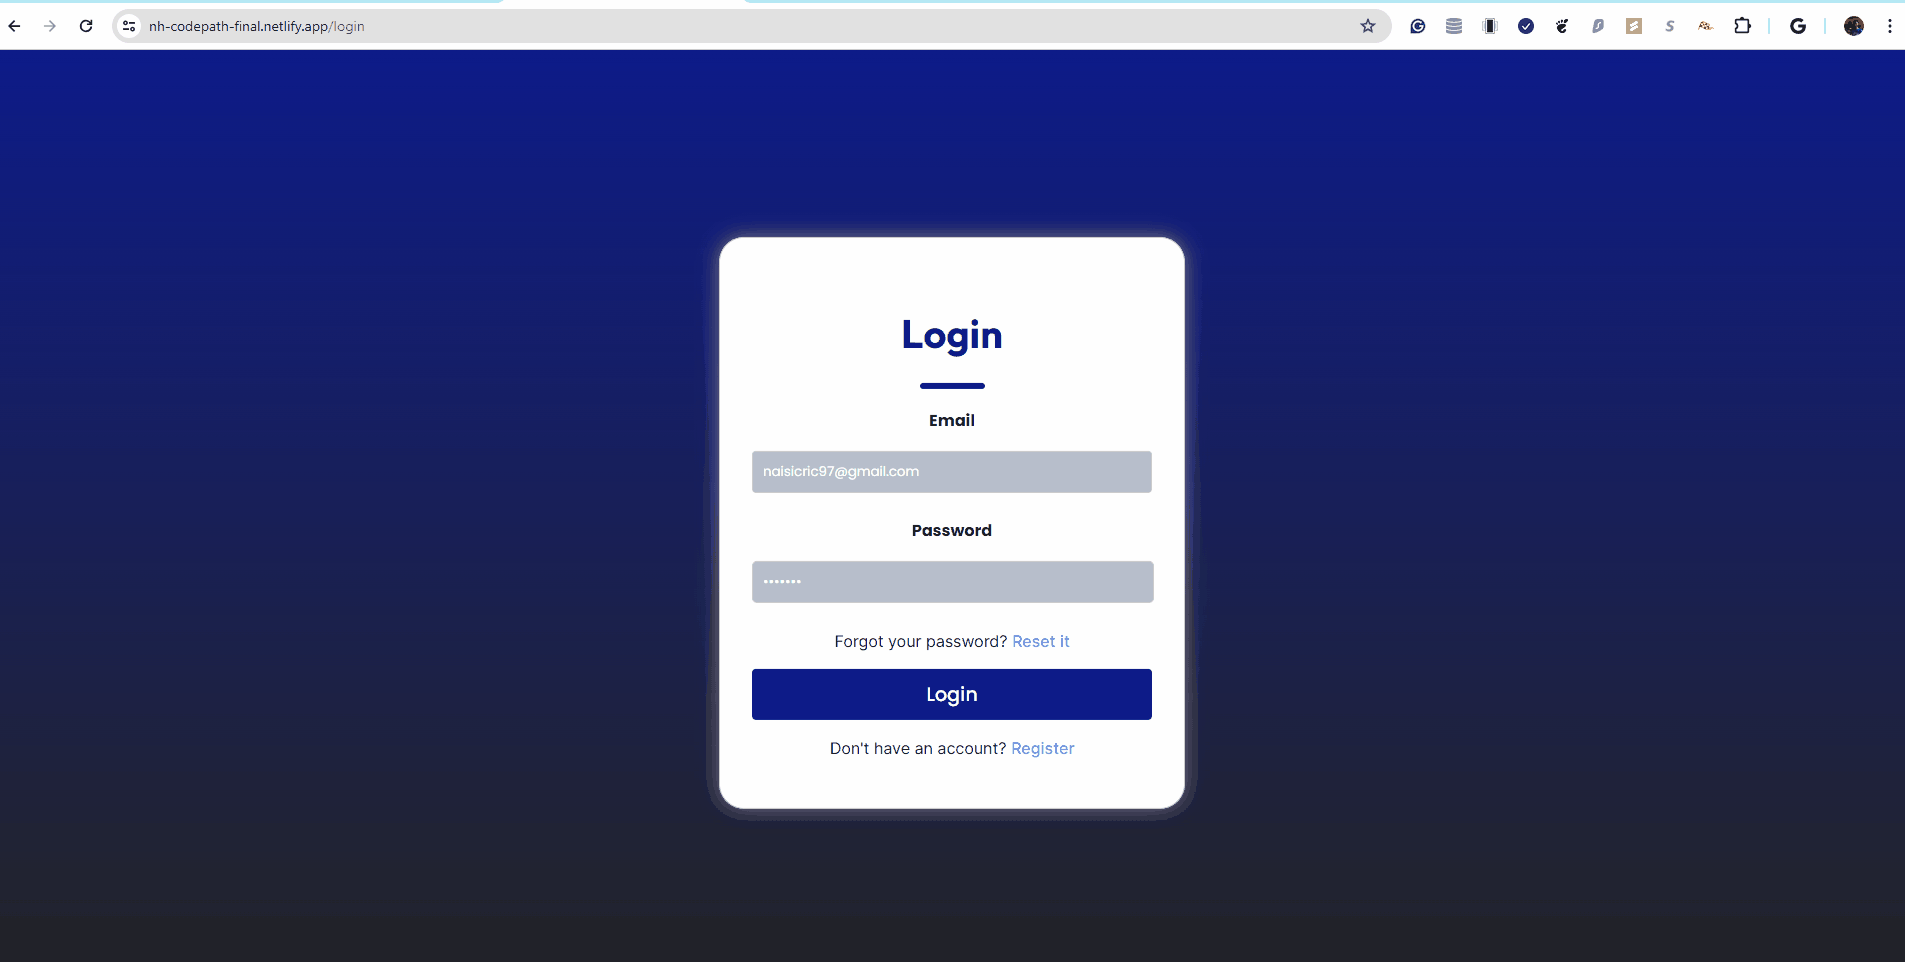 nh-codepath-final.netlify.app/login
Login
Email
nalsicric97@gmail.com
Password
•••••••
Forgot your password? Reset it
Login
Don't have an account? Register